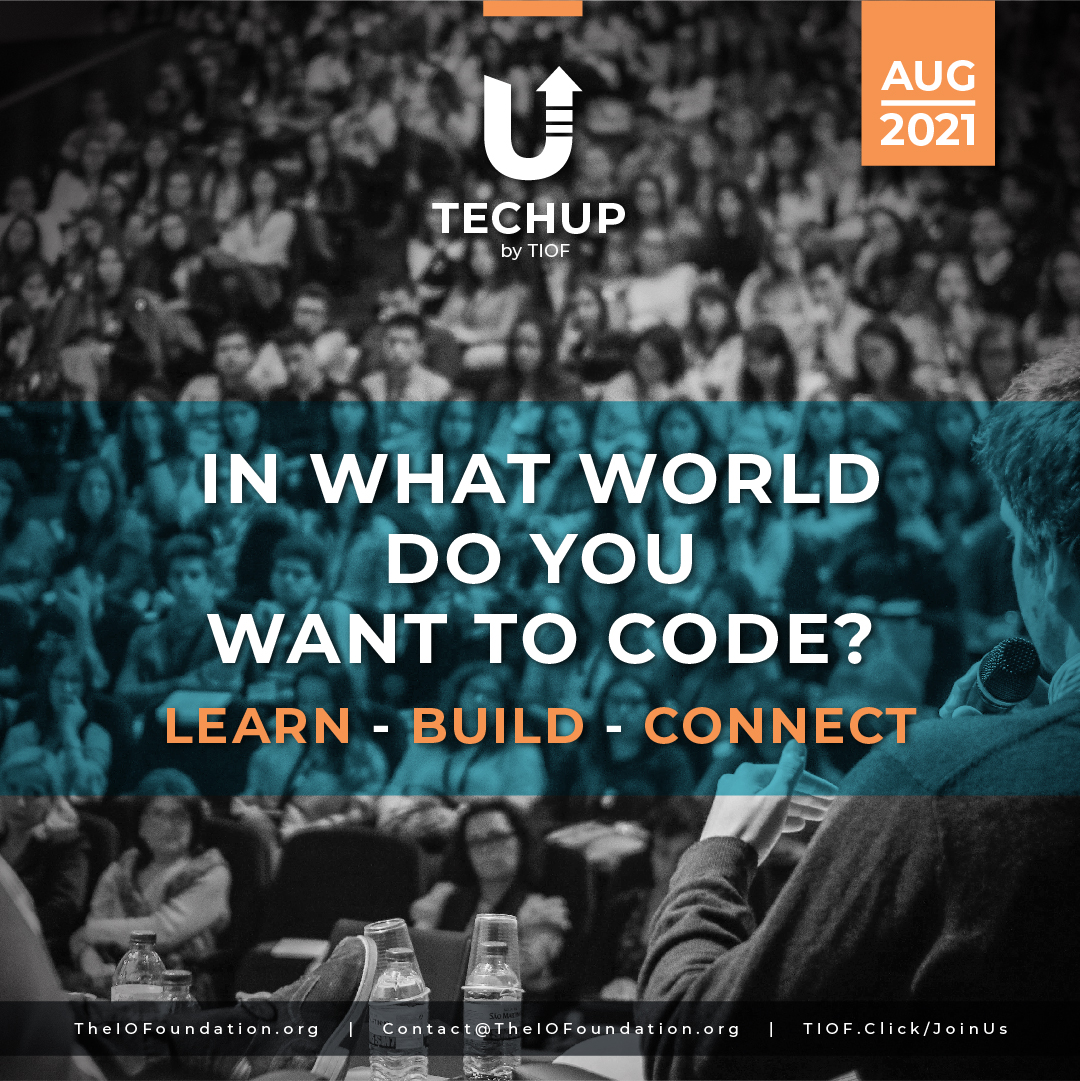 AUG
2021
TECHUP
by TIOF
IN WHAT WORLD
DO YOU
WANT TO CODE?
LEARN - BUILD - CONNECT
TheIOFoundation.org | Contact@TheIOFoundation.org | TIOF.Click/JoinUs